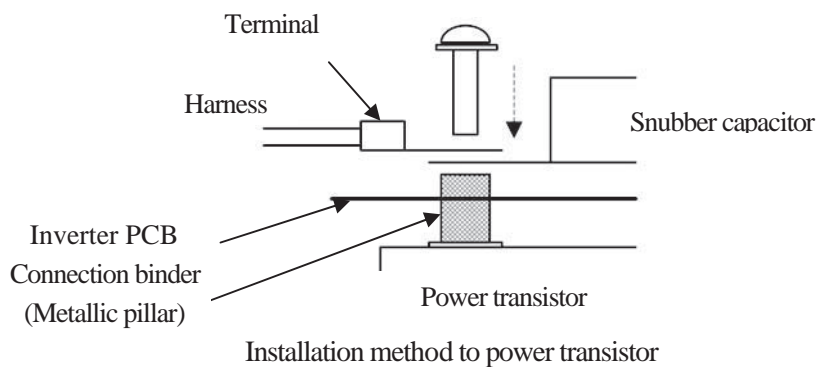 Terminal
Harness
Snubber capacitor
Inverter PCB
Connection binder
(Metallic pillar)
Power transistor
Installation method to power transistor